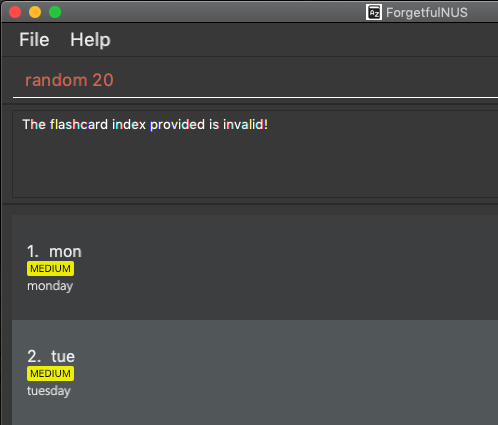 ForgetfulNUS
File Help
random 20
The flashcard index provided is invalid!
1. mon
MEDIUM
monday
2. tue
MEDIUM
tuesday